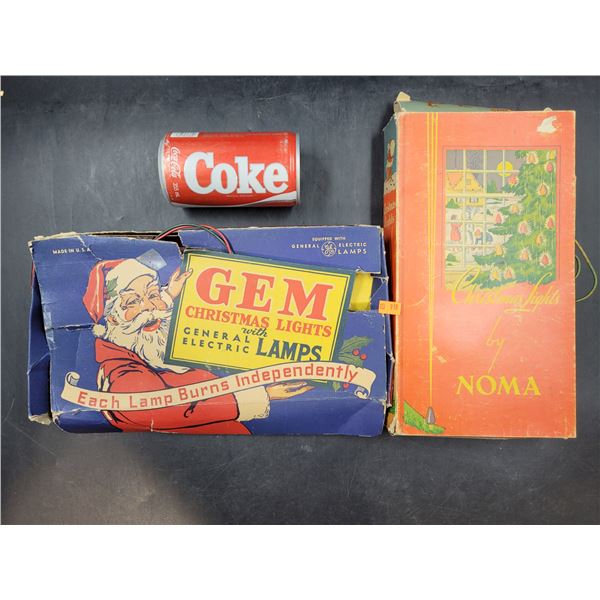 Coke
Coca-Cola
MADE IN U.S.A.
EQUIPPED WITH
GENERAL ELECTRIC
LAMPS
GEM
CHRISTMAS LIGHTS
with
GENERAL
ELECTRIC LAMPS
Each Lamp Burns Independently
Christmas Lights
by
NOMA